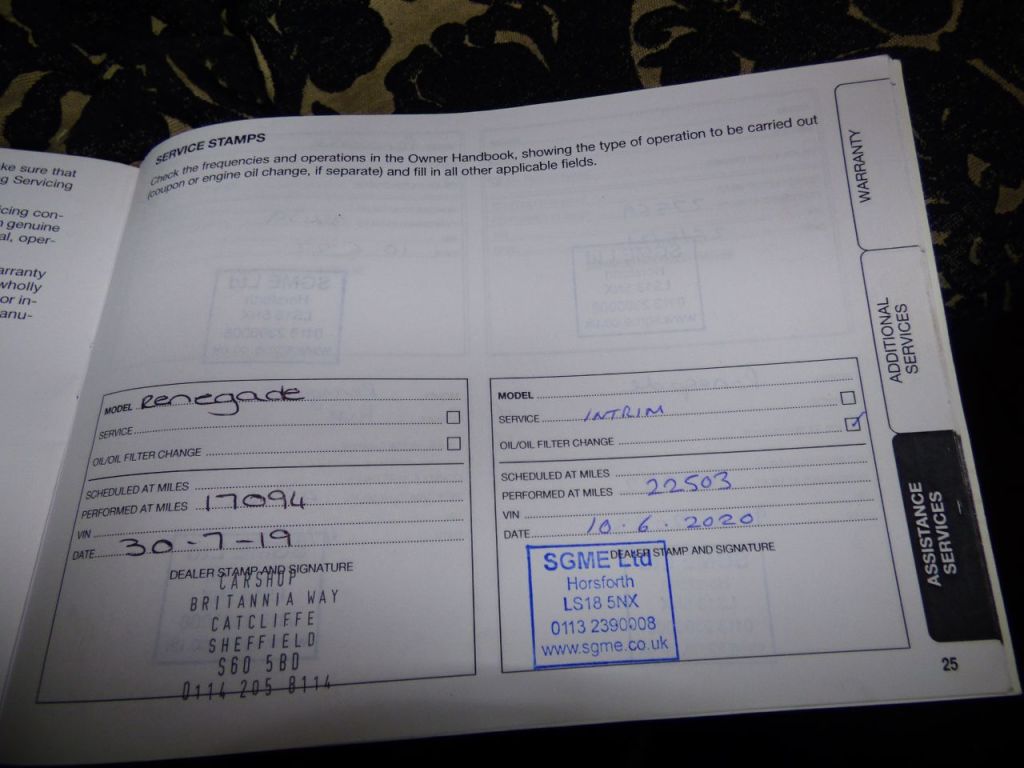 ke sure that
g Servicing
cing con-
genuine
al, oper-
arranty
wholly
or in-
anu-
SERVICE STAMPS
Check the frequencies and operations in the Owner Handbook, showing the type of operation to be carried out
(coupon or engine oil change, if separate) and fill in all other applicable fields.
MODEL Renegade
SERVICE
OIL/OIL FILTER CHANGE
SCHEDULED AT MILES
PERFORMED AT MILES 17094
VIN
DATE 30-7-19
DEALER STAMP AND SIGNATURE
CARSHOP
BRITANNIA WAY
CATCLIFFE
SHEFFIELD
S60 5BD
0114 205 8114
MODEL
SERVICE INTRIM
OIL/OIL FILTER CHANGE
SCHEDULED AT MILES
PERFORMED AT MILES 22503
VIN
DATE 10.6.2020
DEALER STAMP AND SIGNATURE
SGME Ltd
Horsforth
LS18 5NX
0113 2390008
www.sgme.co.uk
WARRANTY
ADDITIONAL
SERVICES
ASSISTANCE
SERVICES
25